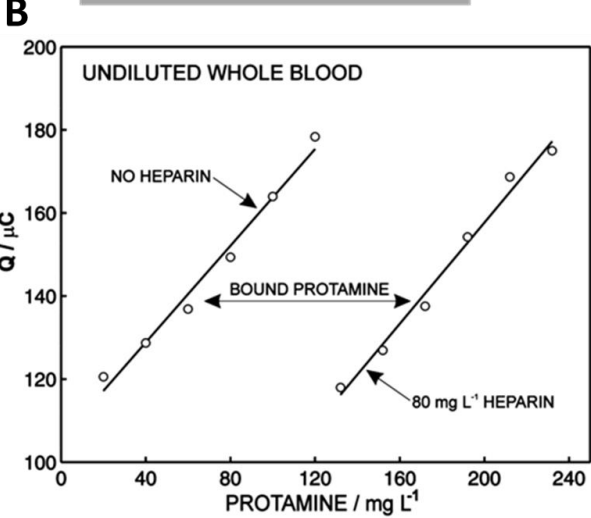 B
200
UNDILUTED WHOLE BLOOD
180
NO HEPARIN
160
Q / μC
BOUND PROTAMINE
140
120
80 mg L⁻¹ HEPARIN
100
0 40 80 120 160 200 240
PROTAMINE / mg L⁻¹